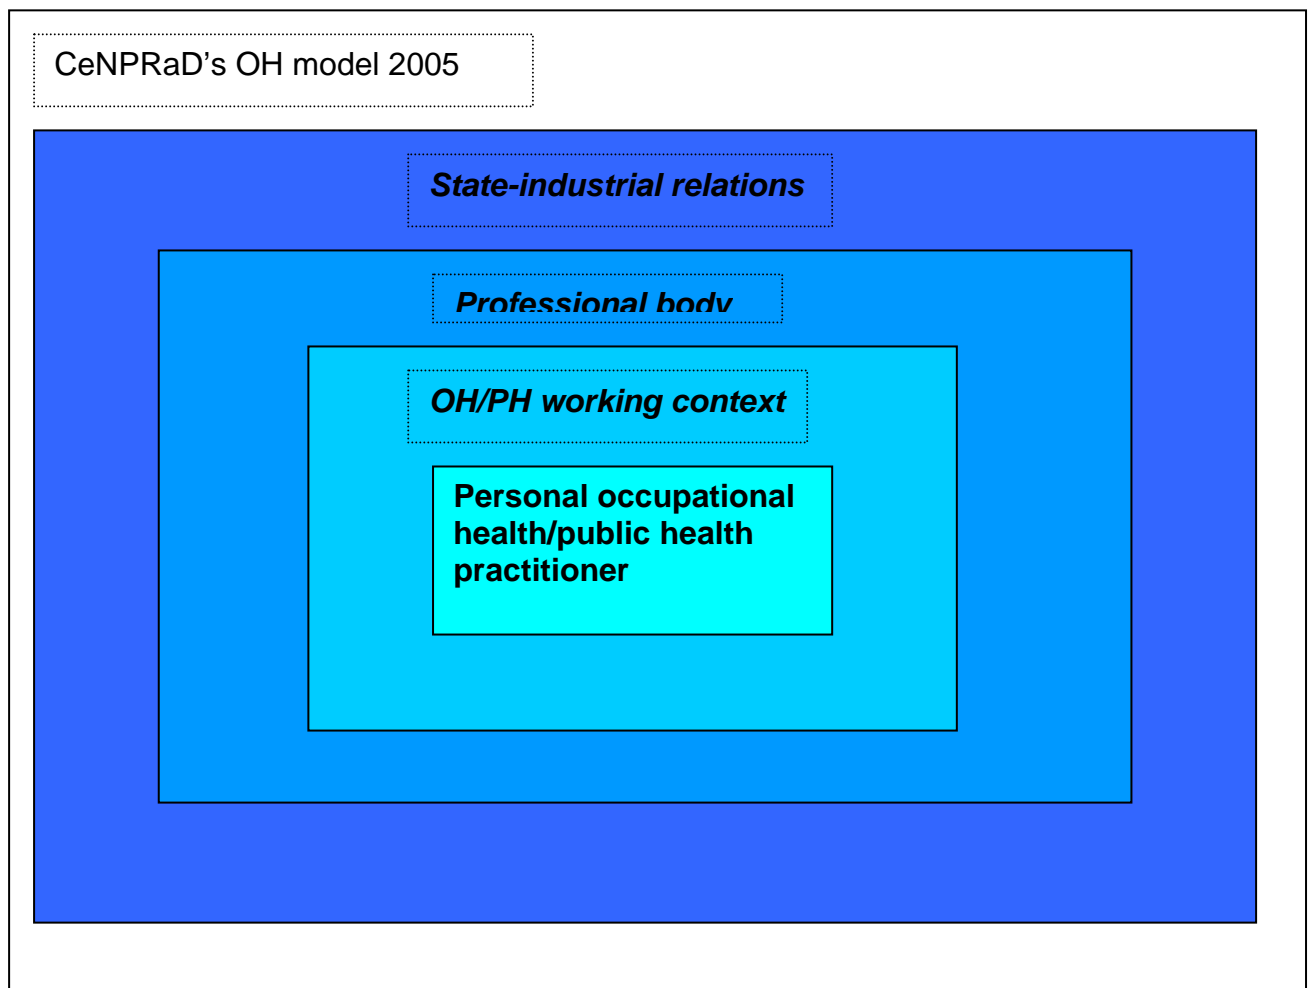 CeNPRaD’s OH model 2005
State-industrial relations
Professional body
OH/PH working context
Personal occupational
health/public health
practitioner